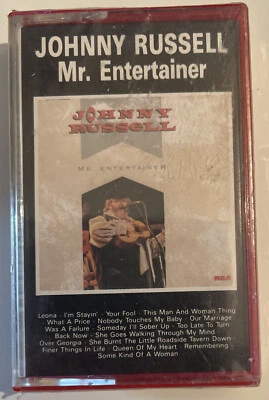 JOHNNY RUSSELL
Mr. Entertainer
JOHNNY
RUSSELL
MR. ENTERTAINER
RCA
Leona · I'm Stayin' · Your Fool · This Man And Woman Thing
What A Price · Nobody Touches My Baby · Our Marriage
Was A Failure · Someday I'll Sober Up · Too Late To Turn
Back Now · She Goes Walking Through My Mind
Over Georgia · She Burnt The Little Roadside Tavern Down
Finer Things In Life · Queen Of My Heart · Remembering
Some Kind Of A Woman